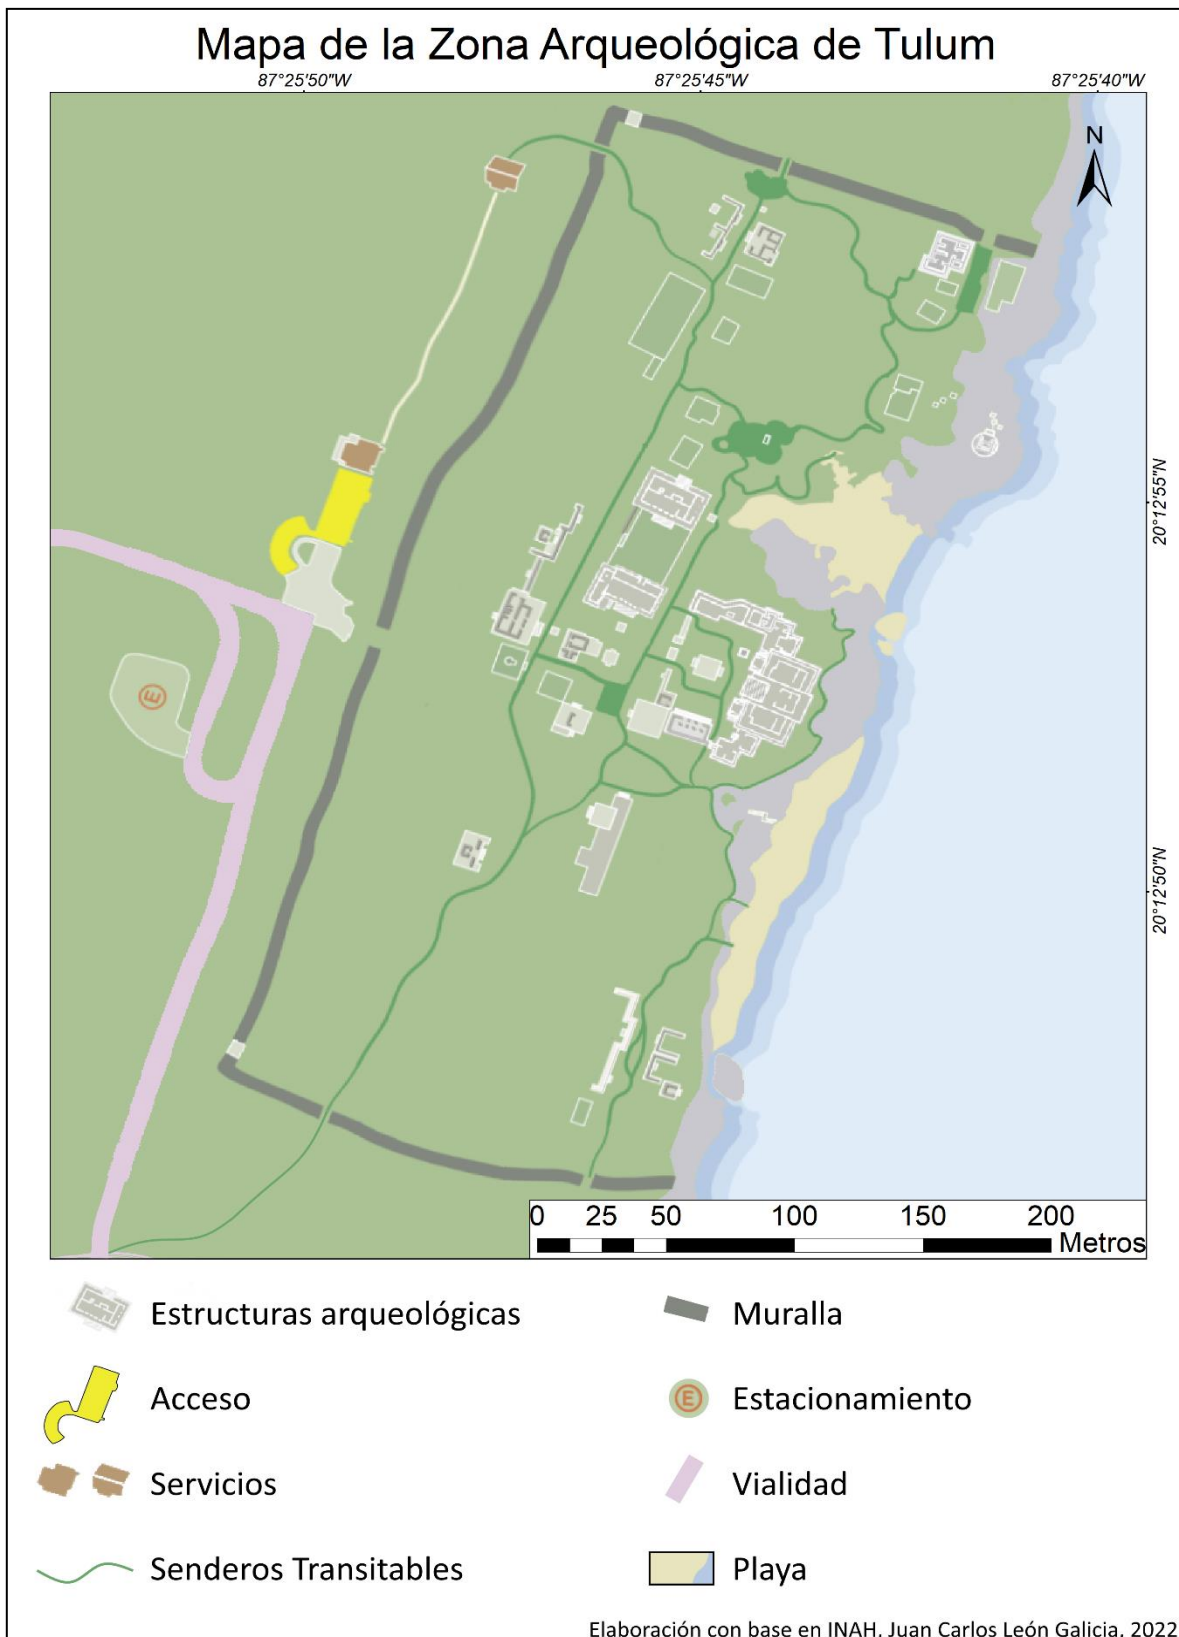 Mapa de la Zona Arqueológica de Tulum
87°25'50"W 87°25'45"W 87°25'40"W
N
20°12'55"N
E
20°12'50"N
0 25 50 100 150 200
Metros
Estructuras arqueológicas
Muralla
Acceso
E Estacionamiento
Servicios
Vialidad
Senderos Transitables
Playa
Elaboración con base en INAH. Juan Carlos León Galicia. 2022